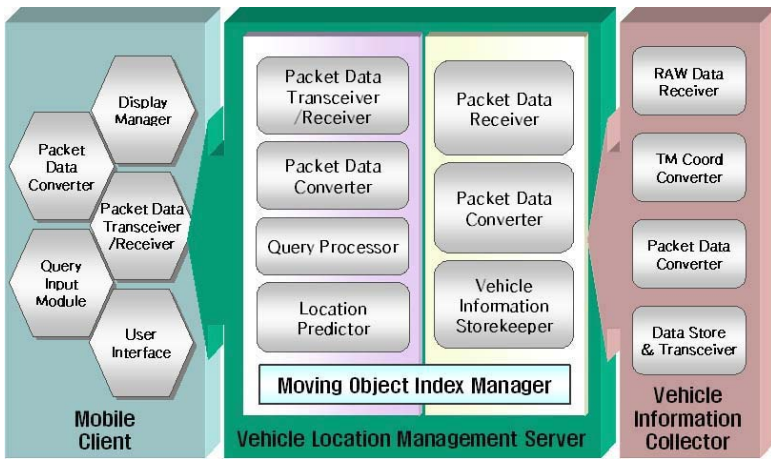 Display
Manager
Packet
Data
Converter
Packet Data
Transceiver
/Receiver
Query
Input
Module
User
Interface
Mobile
Client
Packet Data
Transceiver
/Receiver
Packet Data
Converter
Query Processor
Location
Predictor
Packet Data
Receiver
Packet Data
Converter
Vehicle
Information
Storekeeper
Moving Object Index Manager
Vehicle Location Management Server
RAW Data
Receiver
TM Coord
Converter
Packet Data
Converter
Data Store
& Transceiver
Vehicle
Information
Collector